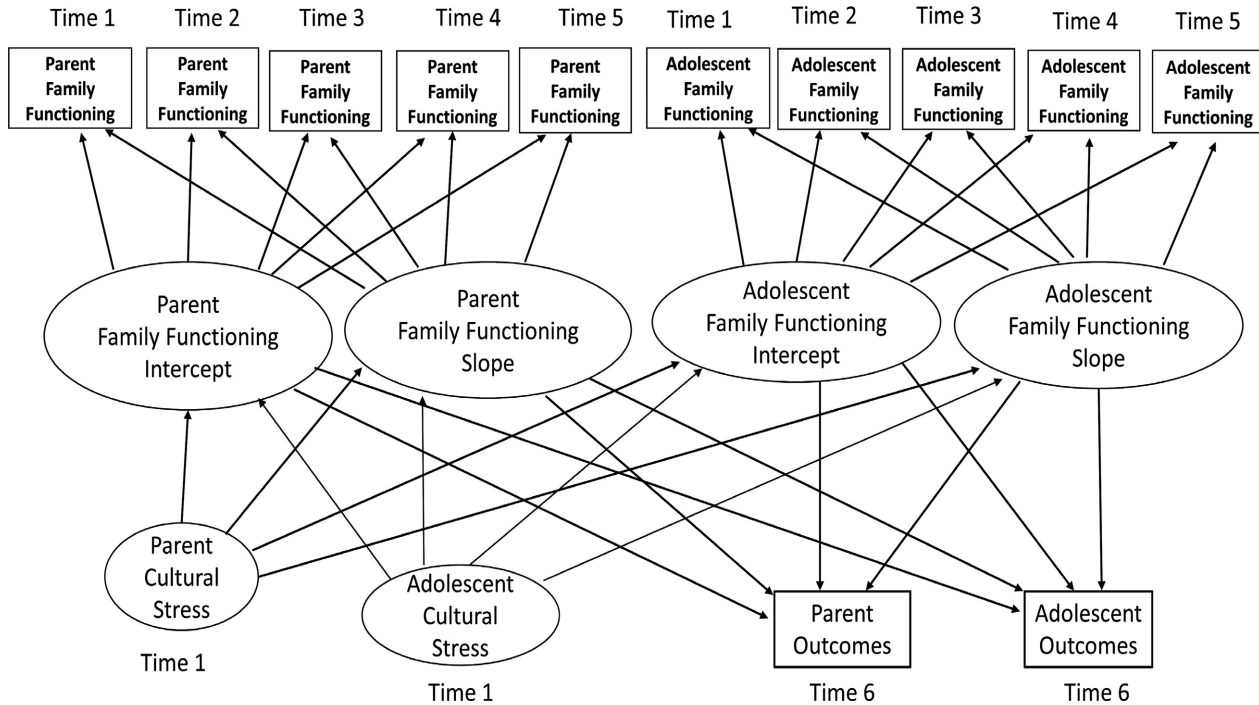 Time 1
Time 2
Time 3
Time 4
Time 5
Time 1
Time 2
Time 3
Time 4
Time 5
Parent
Family
Functioning
Parent
Family
Functioning
Parent
Family
Functioning
Parent
Family
Functioning
Parent
Family
Functioning
Adolescent
Family
Functioning
Adolescent
Family
Functioning
Adolescent
Family
Functioning
Adolescent
Family
Functioning
Adolescent
Family
Functioning
Parent
Family Functioning
Intercept
Parent
Family Functioning
Slope
Adolescent
Family Functioning
Intercept
Adolescent
Family Functioning
Slope
Parent
Cultural
Stress
Time 1
Adolescent
Cultural
Stress
Time 1
Parent
Outcomes
Time 6
Adolescent
Outcomes
Time 6